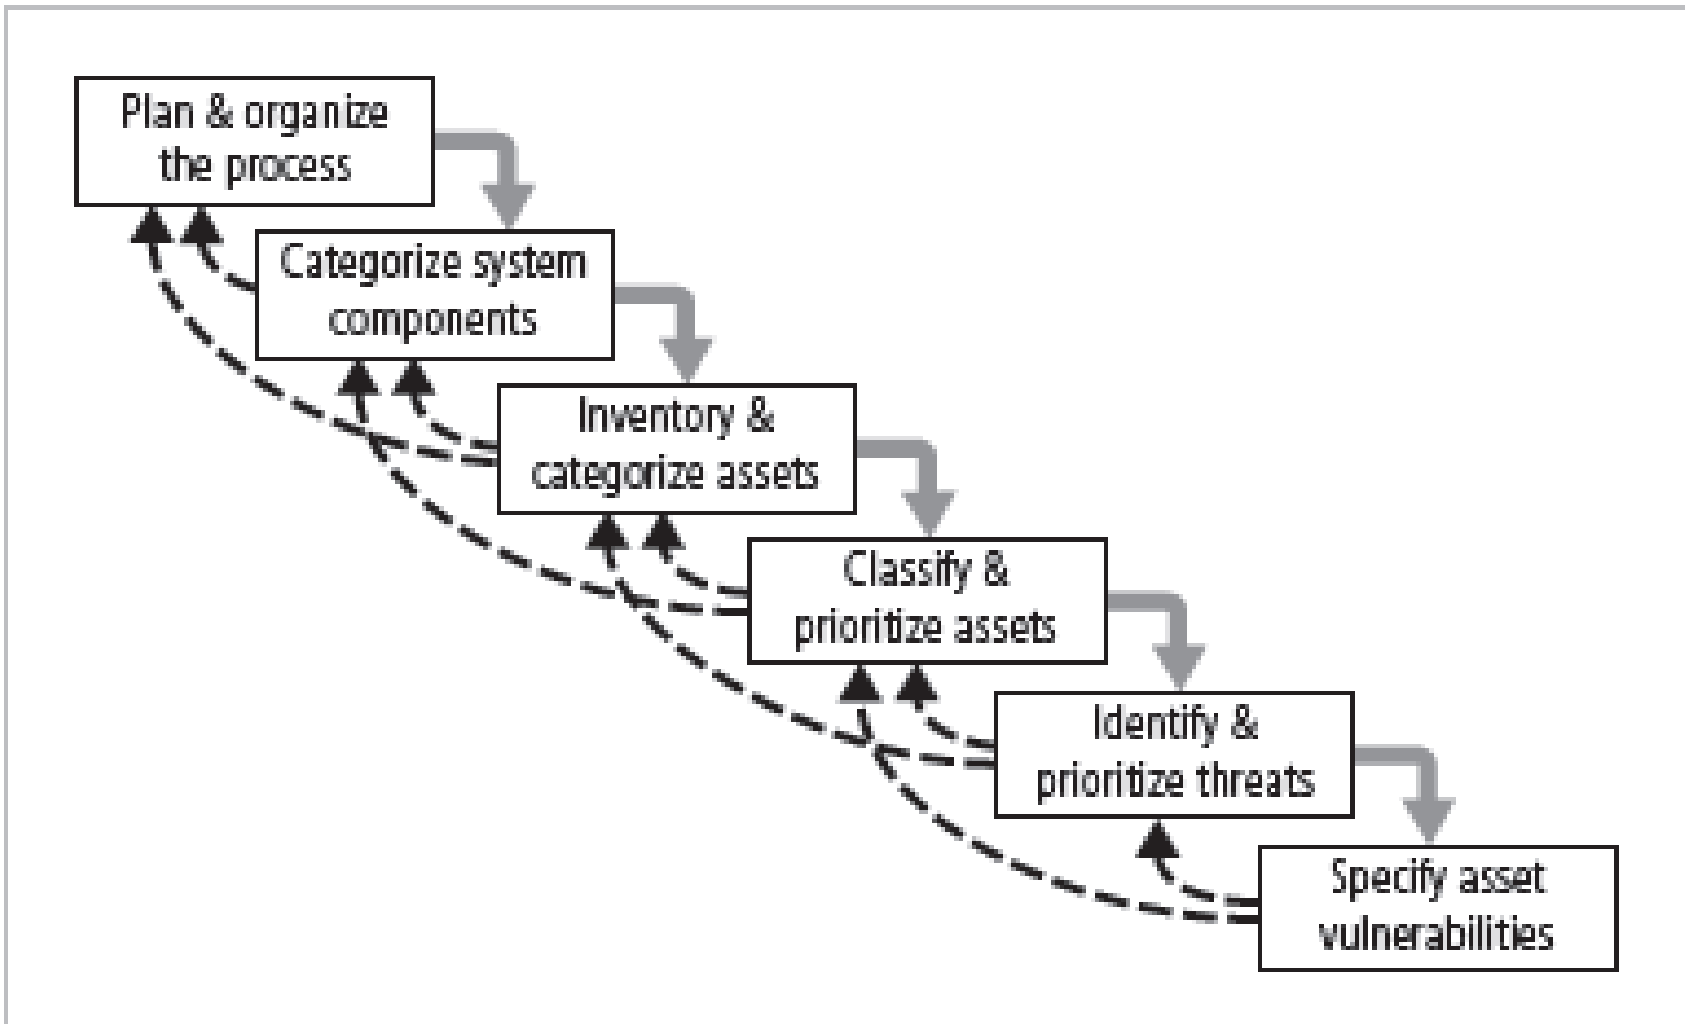 Plan & organize
the process
Categorize system
components
Inventory &
categorize assets
Classify &
prioritize assets
Identify &
prioritize threats
Specify asset
vulnerabilities